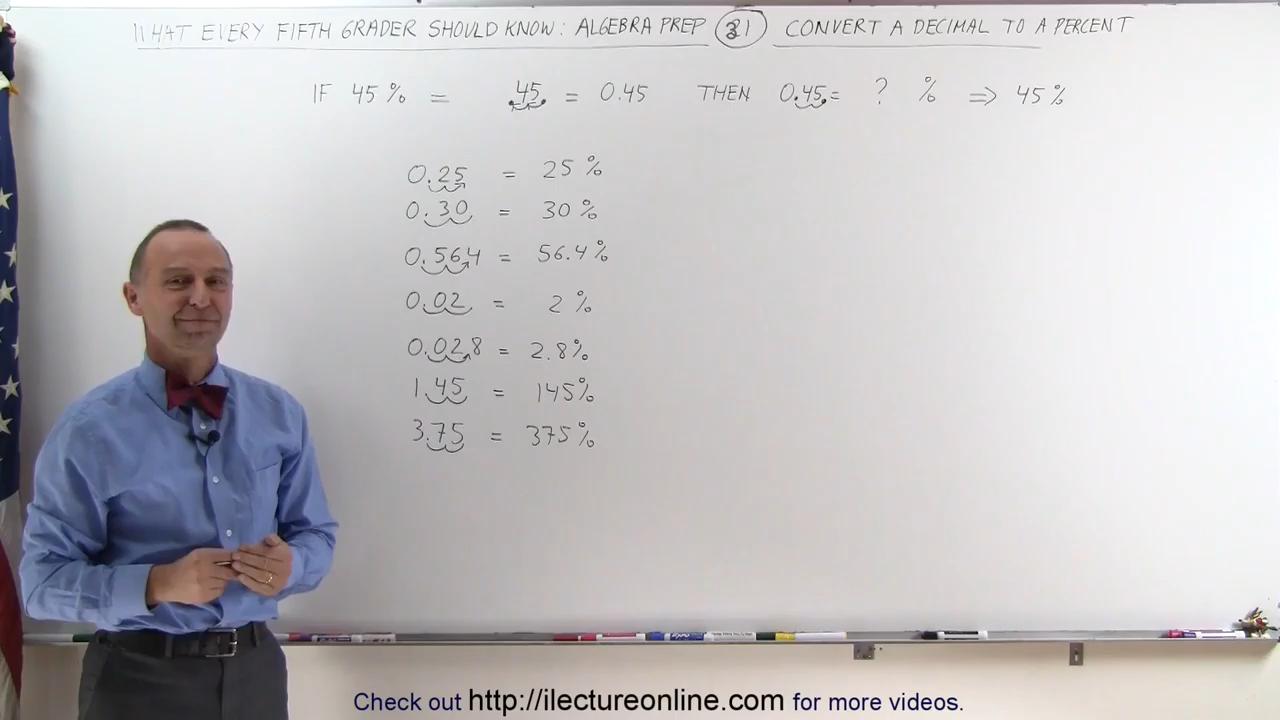 WHAT EVERY FIFTH GRADER SHOULD KNOW: ALGEBRA PREP 31 CONVERT A DECIMAL TO A PERCENT
IF 45% = 45. = 0.45 THEN 0.45 = ? % ⇒ 45%
0.25 = 25%
0.30 = 30%
0.564 = 56.4%
0.02 = 2%
0.028 = 2.8%
1.45 = 145%
3.75 = 375%
Check out http://ilectureonline.com for more videos.